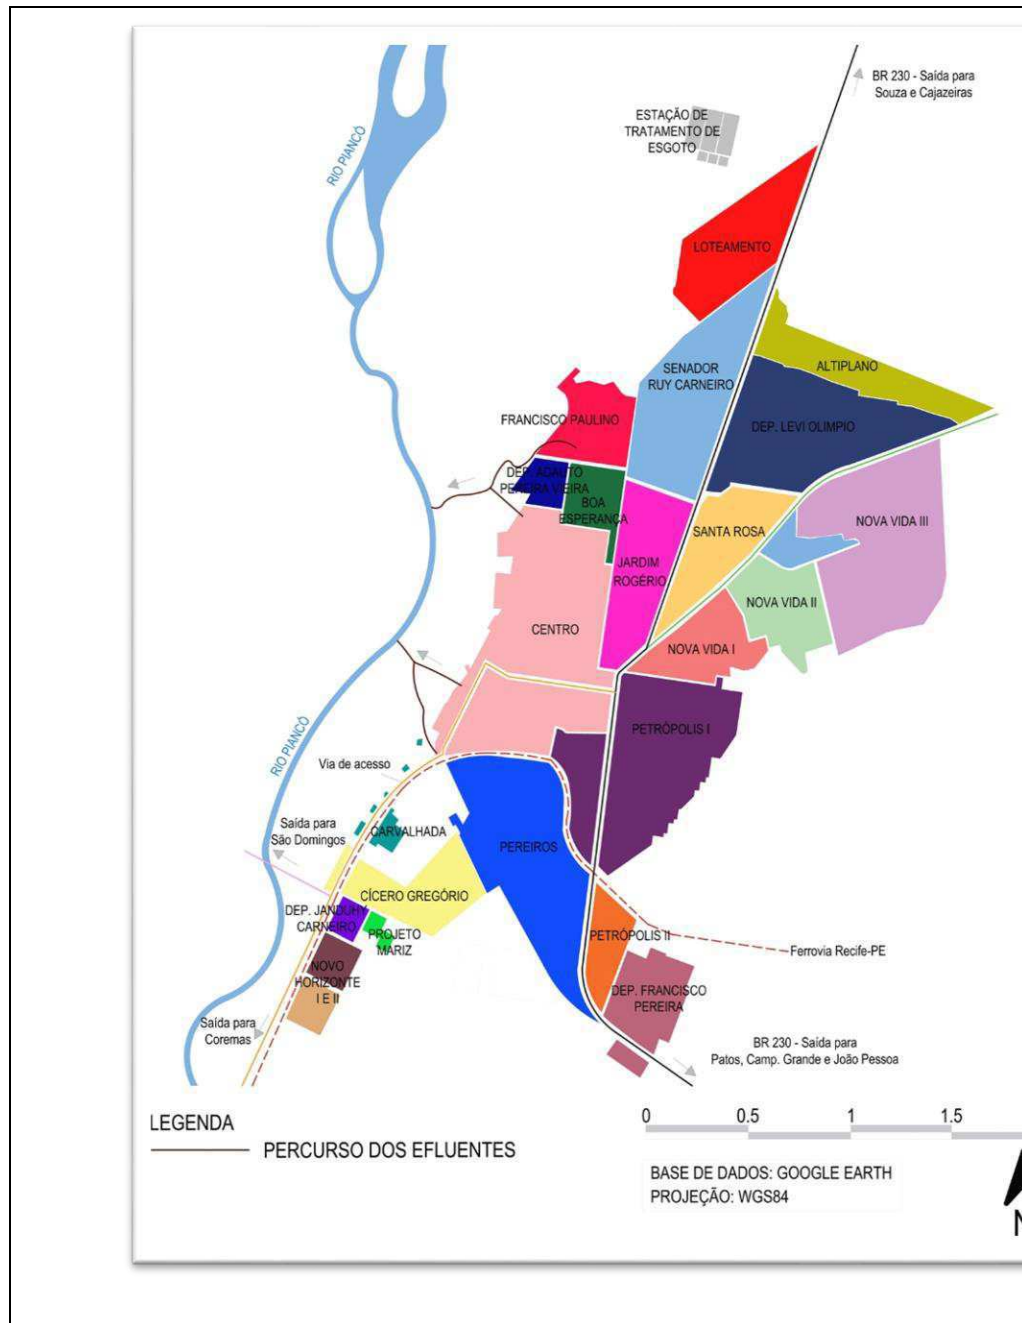 BR 230 - Saída para
Souza e Cajazeiras
ESTAÇÃO DE
TRATAMENTO DE
ESGOTO
RIO PIANCÓ
LOTEAMENTO
SENADOR
RUY CARNEIRO
ALTIPLANO
FRANCISCO PAULINO
DEP. LEVI OLIMPIO
DEP. ADAUTO
PEREIRA VIEIRA
BOA
ESPERANÇA
SANTA ROSA
NOVA VIDA III
JARDIM
ROGÉRIO
NOVA VIDA II
CENTRO
NOVA VIDA I
PETRÓPOLIS I
RIO PIANCÓ
Via de acesso
Saída para
São Domingos
CARVALHADA
PEREIROS
CÍCERO GREGÓRIO
DEP. JANDUHY
CARNEIRO
PROJETO
MARIZ
PETRÓPOLIS II
Ferrovia Recife-PE
NOVO
HORIZONTE
I E II
DEP. FRANCISCO
PEREIRA
Saída para
Coremas
BR 230 - Saída para
Patos, Camp. Grande e João Pessoa
LEGENDA
PERCURSO DOS EFLUENTES
0 0.5 1 1.5
BASE DE DADOS: GOOGLE EARTH
PROJEÇÃO: WGS84
N